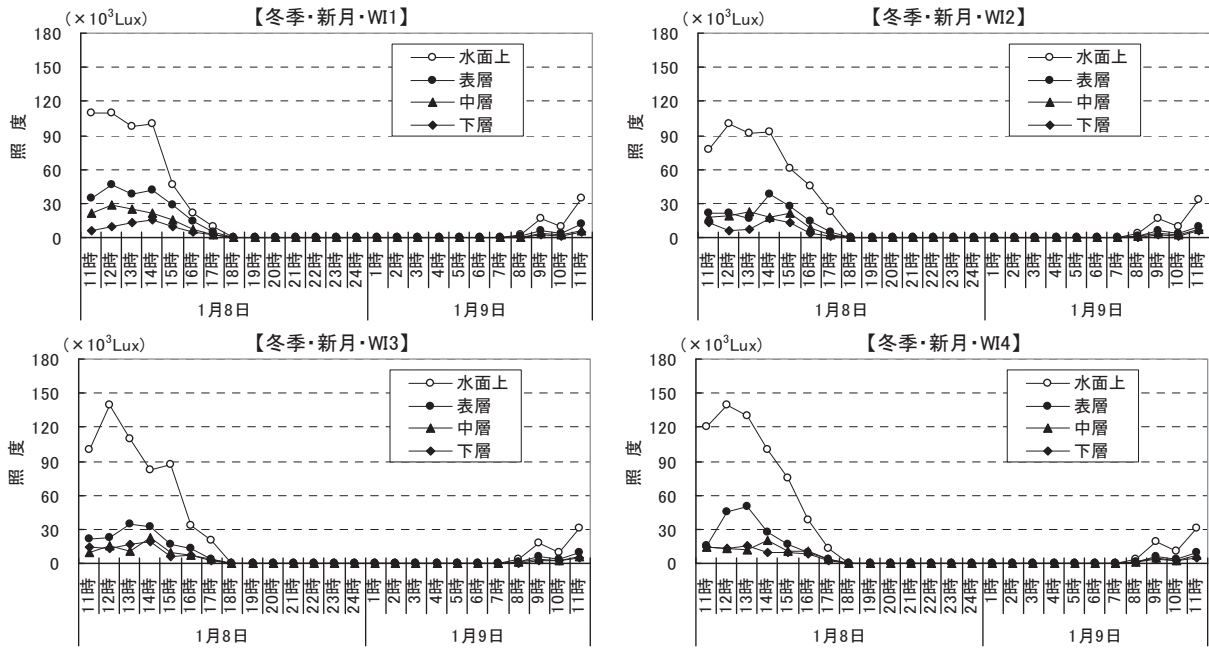 【冬季・新月・WI1】
(×10³Lux)
180
150
120
90
60
30
0
照 度
水面上
表層
中層
下層
11時 12時 13時 14時 15時 16時 17時 18時 19時 20時 21時 22時 23時 24時 1時 2時 3時 4時 5時 6時 7時 8時 9時 10時 11時
1月8日 1月9日
【冬季・新月・WI2】
(×10³Lux)
180
150
120
90
60
30
0
照 度
水面上
表層
中層
下層
11時 12時 13時 14時 15時 16時 17時 18時 19時 20時 21時 22時 23時 24時 1時 2時 3時 4時 5時 6時 7時 8時 9時 10時 11時
1月8日 1月9日
【冬季・新月・WI3】
(×10³Lux)
180
150
120
90
60
30
0
照 度
水面上
表層
中層
下層
11時 12時 13時 14時 15時 16時 17時 18時 19時 20時 21時 22時 23時 24時 1時 2時 3時 4時 5時 6時 7時 8時 9時 10時 11時
1月8日 1月9日
【冬季・新月・WI4】
(×10³Lux)
180
150
120
90
60
30
0
照 度
水面上
表層
中層
下層
11時 12時 13時 14時 15時 16時 17時 18時 19時 20時 21時 22時 23時 24時 1時 2時 3時 4時 5時 6時 7時 8時 9時 10時 11時
1月8日 1月9日